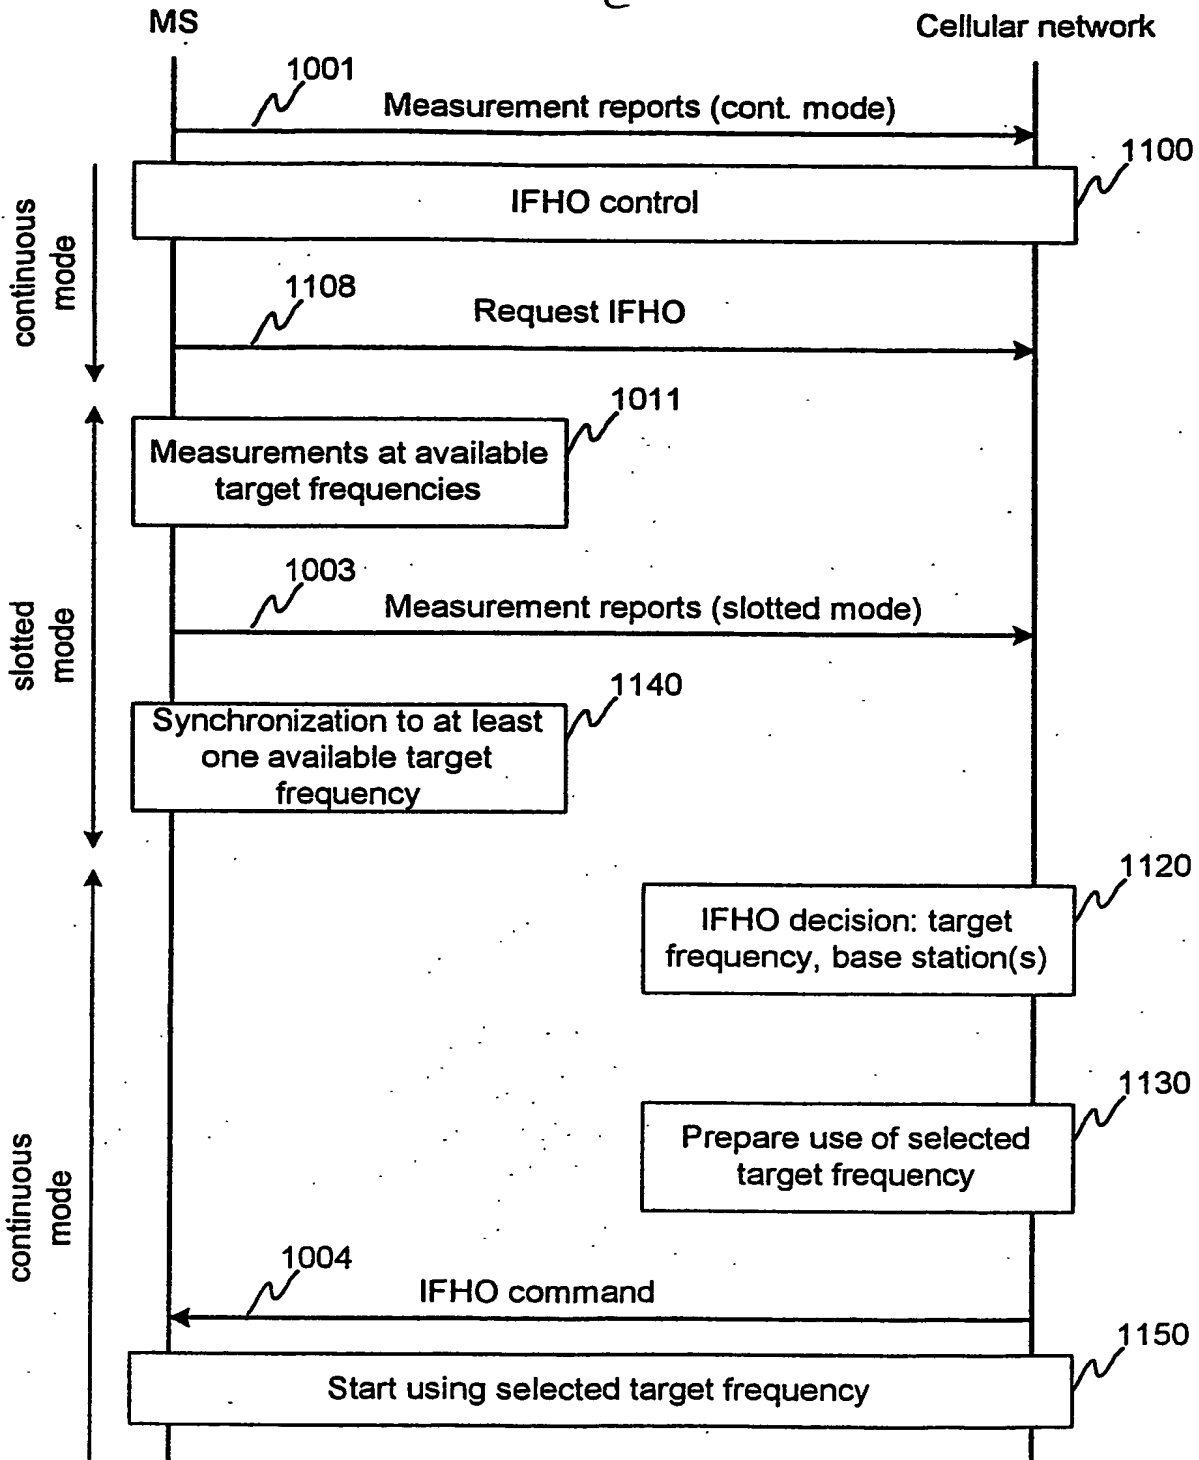 MS
Cellular network
1001
Measurement reports (cont. mode)
1100
IFHO control
continuous
mode
1108
Request IFHO
1011
Measurements at available
target frequencies
1003
Measurement reports (slotted mode)
slotted
mode
1140
Synchronization to at least
one available target
frequency
1120
IFHO decision: target
frequency, base station(s)
1130
Prepare use of selected
target frequency
continuous
mode
1004
IFHO command
1150
Start using selected target frequency